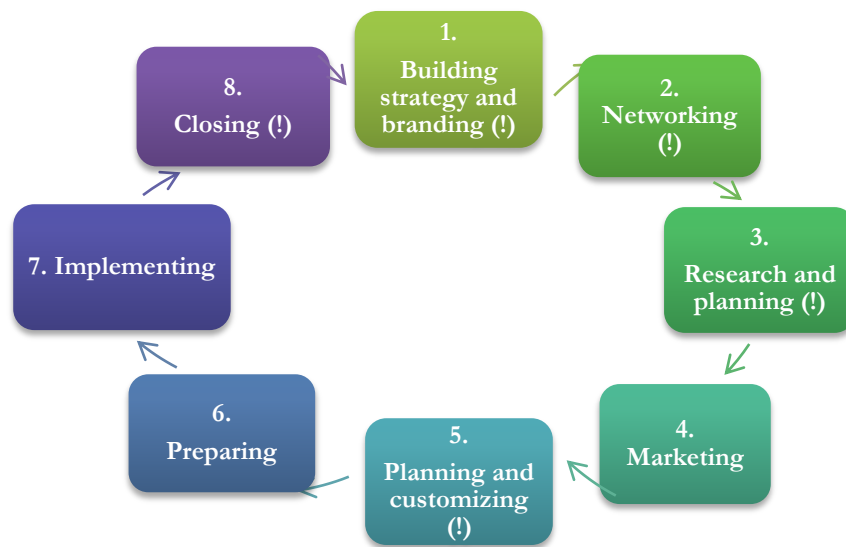 1.
Building
strategy and
branding (!)
2.
Networking
(!)
3.
Research and
planning (!)
4.
Marketing
5.
Planning and
customizing
(!)
6.
Preparing
7. Implementing
8.
Closing (!)